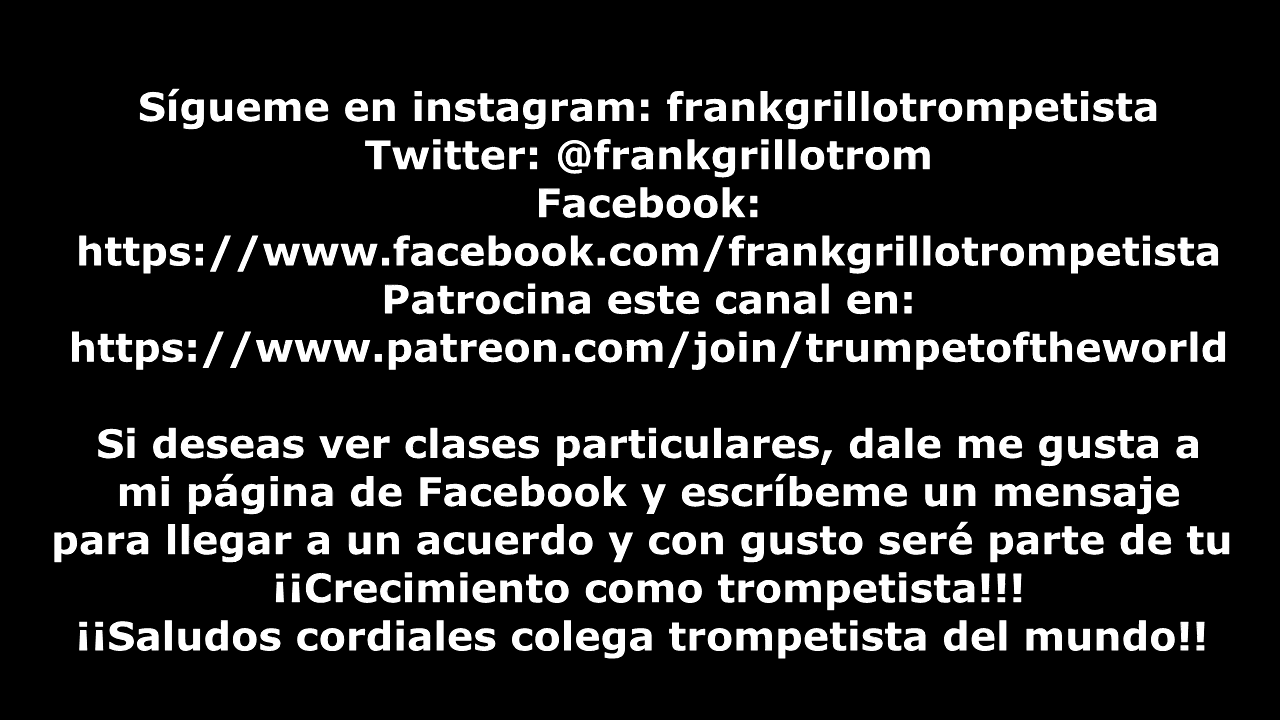 Sígueme en instagram: frankgrillotrompetista
Twitter: @frankgrillotrom
Facebook:
https://www.facebook.com/frankgrillotrompetista
Patrocina este canal en:
https://www.patreon.com/join/trumpetoftheworld
Si deseas ver clases particulares, dale me gusta a
mi página de Facebook y escríbeme un mensaje
para llegar a un acuerdo y con gusto seré parte de tu
¡¡Crecimiento como trompetista!!!
¡¡Saludos cordiales colega trompetista del mundo!!